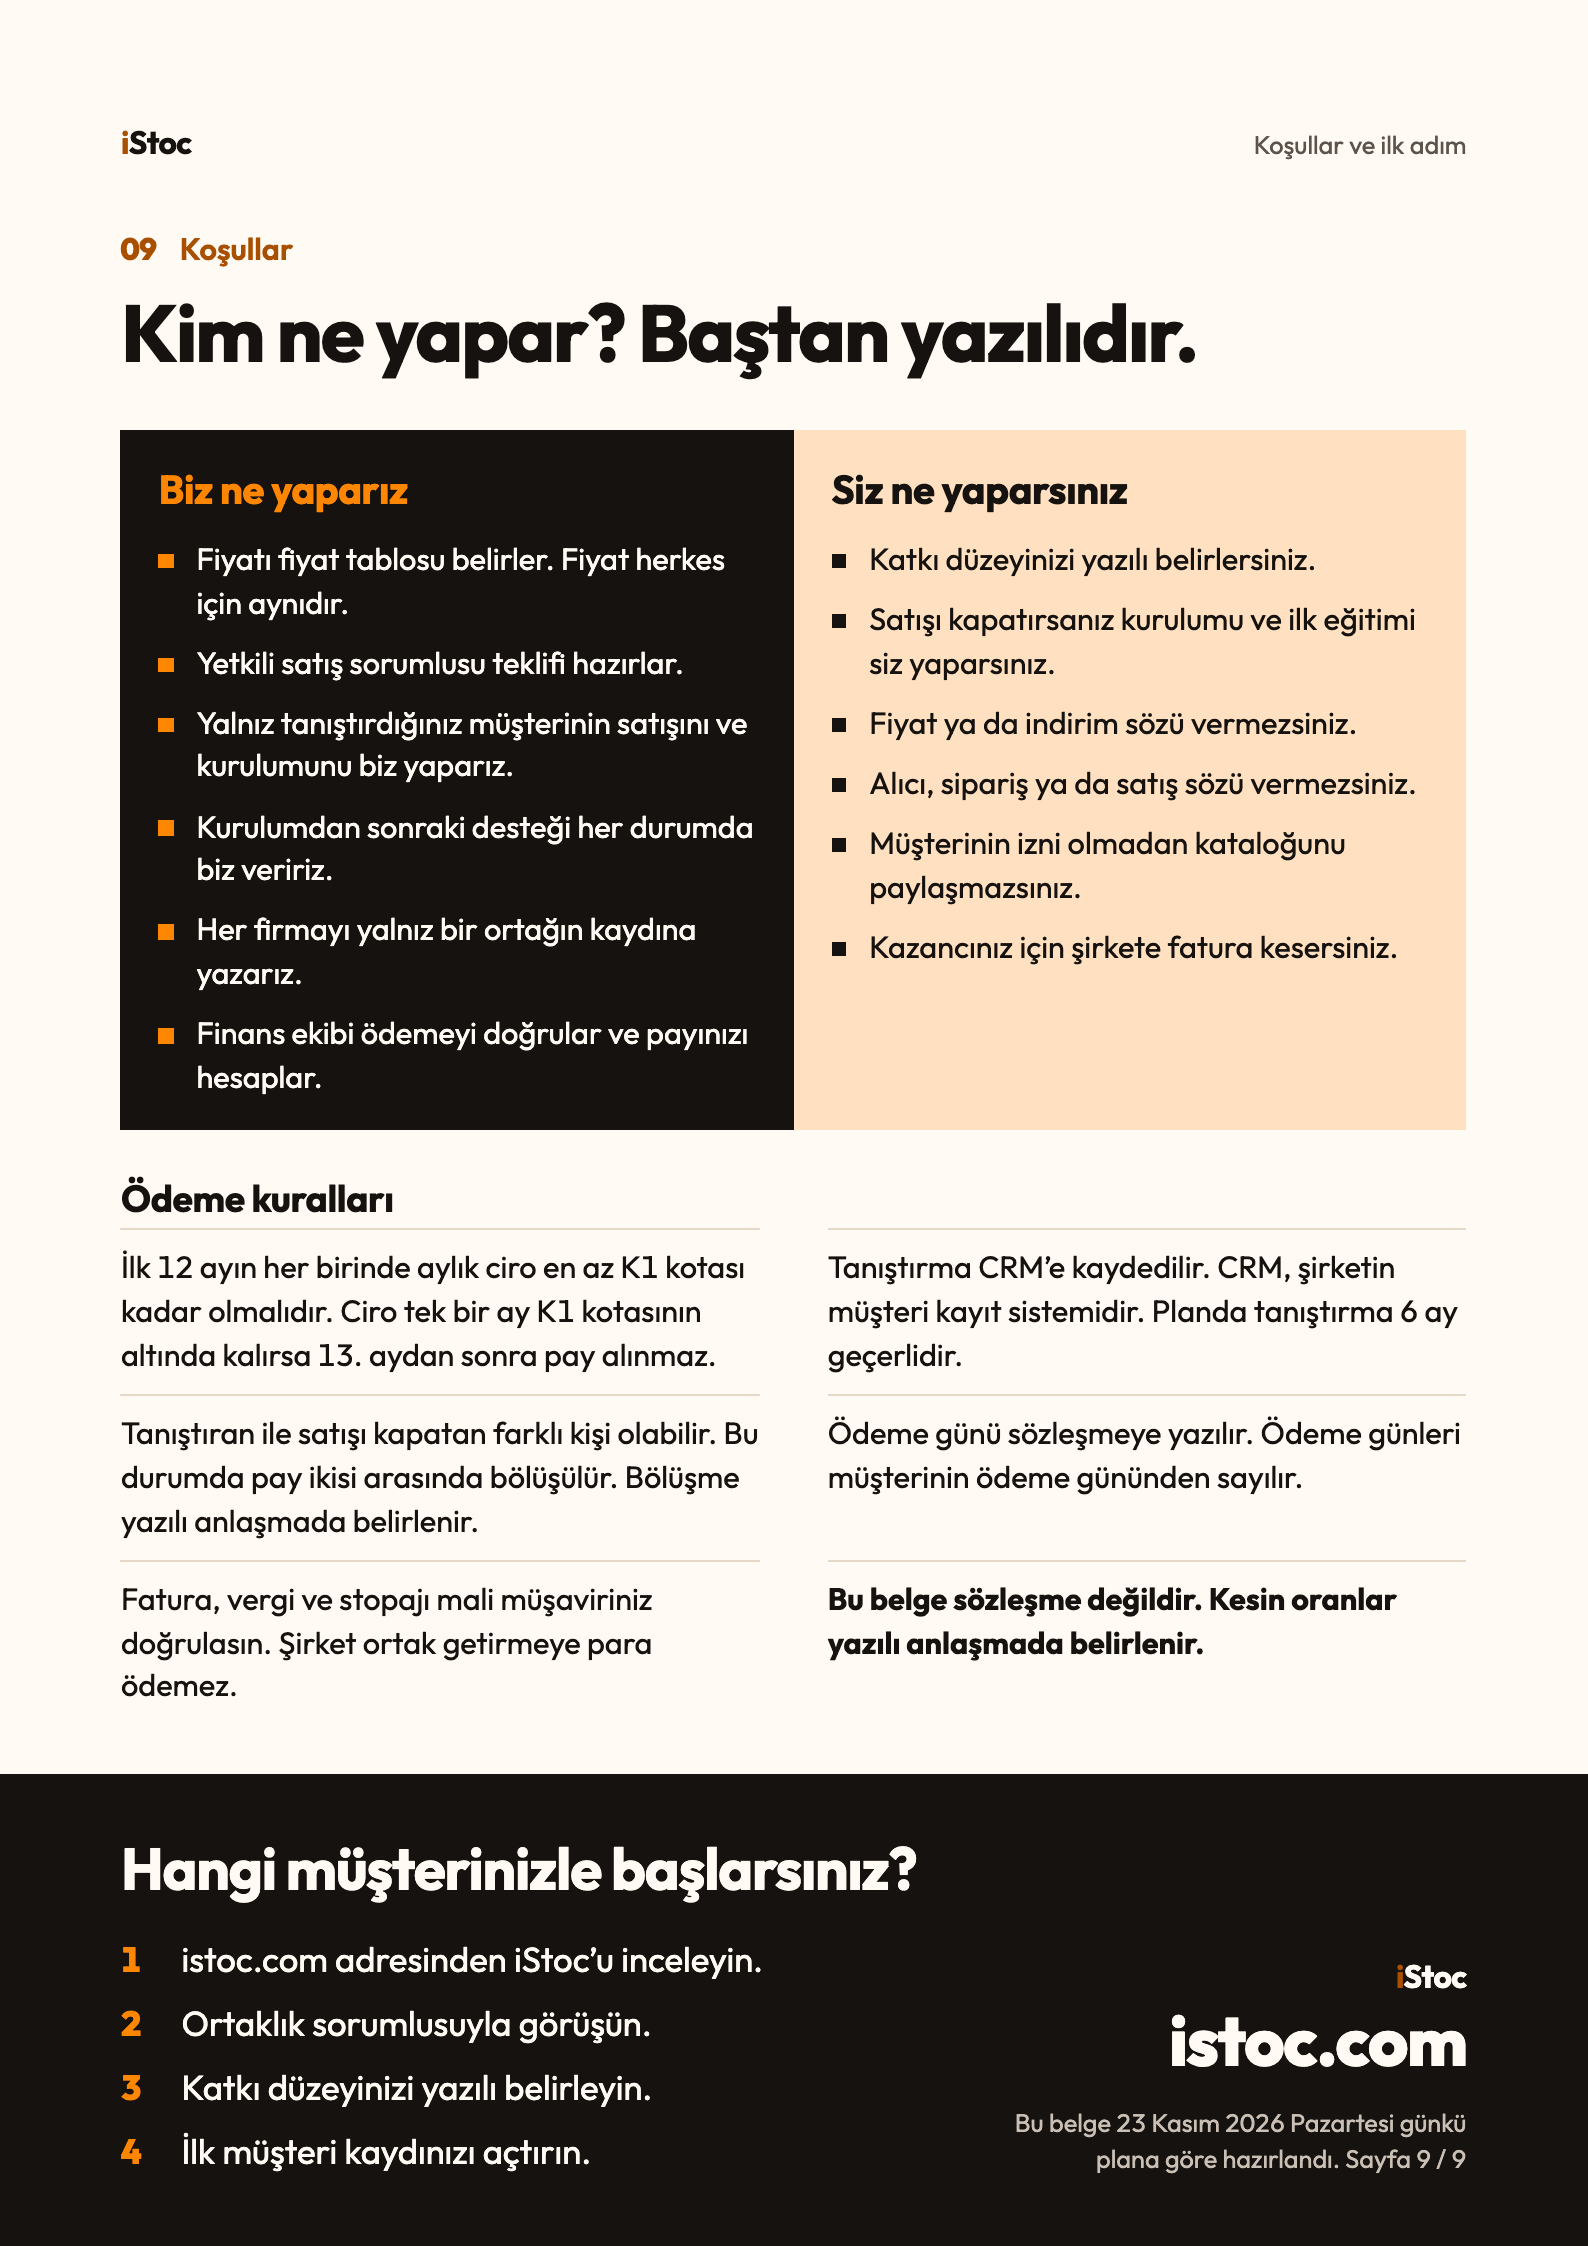 iStoc
Koşullar ve ilk adım
09 Koşullar
Kim ne yapar? Baştan yazılıdır.
Biz ne yaparız
Fiyatı fiyat tablosu belirler. Fiyat herkes
için aynıdır.
Yetkili satış sorumlusu teklifi hazırlar.
Yalnız tanıştırdığınız müşterinin satışını ve
kurulumunu biz yaparız.
Kurulumdan sonraki desteği her durumda
biz veririz.
Her firmayı yalnız bir ortağın kaydına
yazarız.
Finans ekibi ödemeyi doğrular ve payınızı
hesaplar.
Siz ne yaparsınız
Katkı düzeyinizi yazılı belirlersiniz.
Satışı kapatırsanız kurulumu ve ilk eğitimi
siz yaparsınız.
Fiyat ya da indirim sözü vermezsiniz.
Alıcı, sipariş ya da satış sözü vermezsiniz.
Müşterinin izni olmadan kataloğunu
paylaşmazsınız.
Kazancınız için şirkete fatura kesersiniz.
Ödeme kuralları
İlk 12 ayın her birinde aylık ciro en az K1 kotası
kadar olmalıdır. Ciro tek bir ay K1 kotasının
altında kalırsa 13. aydan sonra pay alınmaz.
Tanıştırma CRM’e kaydedilir. CRM, şirketin
müşteri kayıt sistemidir. Planda tanıştırma 6 ay
geçerlidir.
Tanıştıran ile satışı kapatan farklı kişi olabilir. Bu
durumda pay ikisi arasında bölüşülür. Bölüşme
yazılı anlaşmada belirlenir.
Ödeme günü sözleşmeye yazılır. Ödeme günleri
müşterinin ödeme gününden sayılır.
Fatura, vergi ve stopajı mali müşaviriniz
doğrulasın. Şirket ortak getirmeye para
ödemez.
Bu belge sözleşme değildir. Kesin oranlar
yazılı anlaşmada belirlenir.
Hangi müşterinizle başlarsınız?
1 istoc.com adresinden iStoc’u inceleyin.
2 Ortaklık sorumlusuyla görüşün.
3 Katkı düzeyinizi yazılı belirleyin.
4 İlk müşteri kaydınızı açtırın.
iStoc
istoc.com
Bu belge 23 Kasım 2026 Pazartesi günkü
plana göre hazırlandı. Sayfa 9 / 9